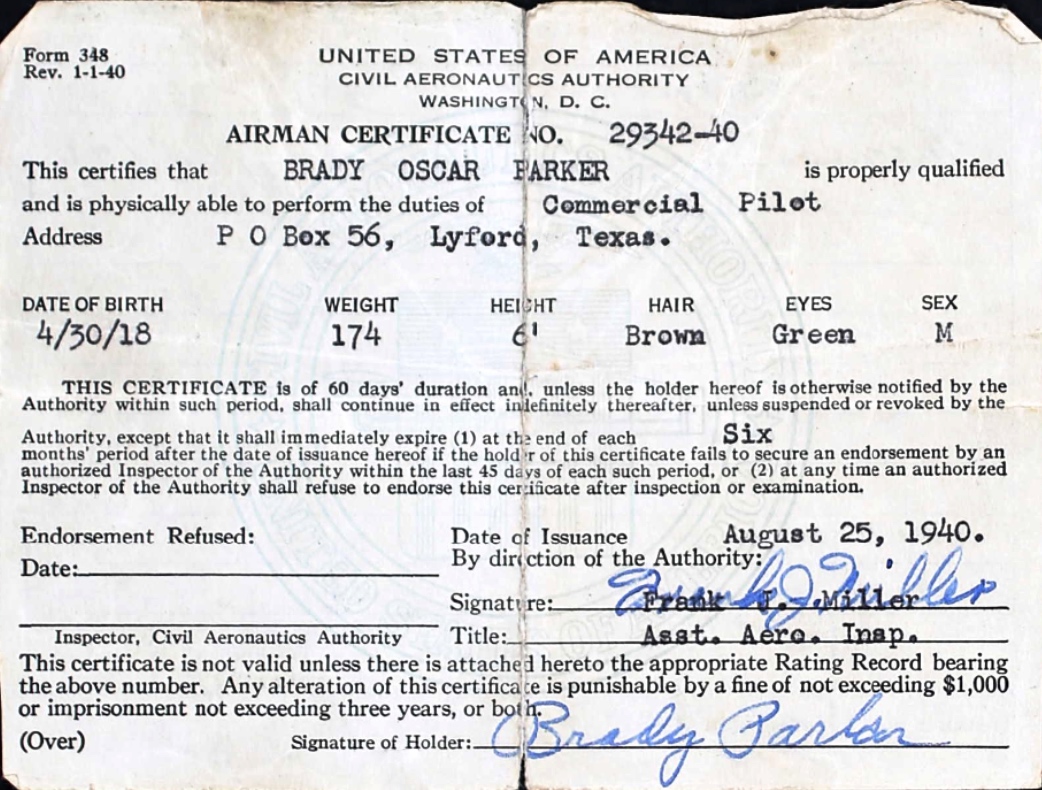 Form 348
Rev. 1-1-40
UNITED STATES OF AMERICA
CIVIL AERONAUTICS AUTHORITY
WASHINGTON, D. C.
AIRMAN CERTIFICATE NO. 29342-40
This certifies that BRADY OSCAR PARKER is properly qualified
and is physically able to perform the duties of Commercial Pilot
Address P O Box 56, Lyford, Texas.
DATE OF BIRTH WEIGHT HEIGHT HAIR EYES SEX
4/30/18 174 6' Brown Green M
THIS CERTIFICATE is of 60 days' duration and, unless the holder hereof is otherwise notified by the
Authority within such period, shall continue in effect indefinitely thereafter, unless suspended or revoked by the
Authority, except that it shall immediately expire (1) at the end of each Six
months' period after the date of issuance hereof if the holder of this certificate fails to secure an endorsement by an
authorized Inspector of the Authority within the last 45 days of each such period, or (2) at any time an authorized
Inspector of the Authority shall refuse to endorse this certificate after inspection or examination.
Endorsement Refused: Date of Issuance August 25, 1940.
By direction of the Authority:
Date:
Frank J. Miller
Signature: Frank J. Miller
Inspector, Civil Aeronautics Authority Title: Asst. Aero. Insp.
This certificate is not valid unless there is attached hereto the appropriate Rating Record bearing
the above number. Any alteration of this certificate is punishable by a fine of not exceeding $1,000
or imprisonment not exceeding three years, or both.
(Over) Signature of Holder: Brady Parker